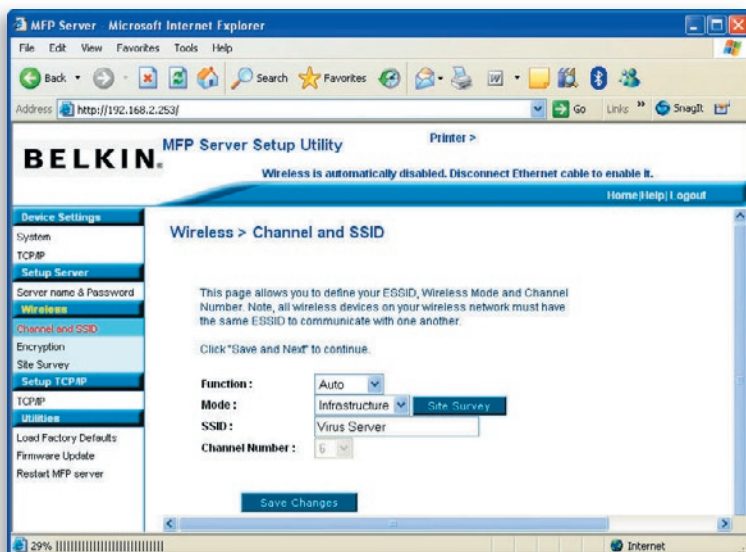 MFP Server - Microsoft Internet Explorer
File Edit View Favorites Tools Help
Back Search Favorites
Address http://192.168.2.253/ Go Links » SnagIt
BELKIN. MFP Server Setup Utility Printer >
Wireless is automatically disabled. Disconnect Ethernet cable to enable it.
Home|Help| Logout
Device Settings
System
TCP/IP
Setup Server
Server name & Password
Wireless
Channel and SSID
Encryption
Site Survey
Setup TCP/IP
TCP/IP
Utilities
Load Factory Defaults
Firmware Update
Restart MFP server
Wireless > Channel and SSID
This page allows you to define your ESSID, Wireless Mode and Channel
Number. Note, all wireless devices on your wireless network must have
the same ESSID to communicate with one another.
Click "Save and Next" to continue.
Function : Auto
Mode : Infrastructure Site Survey
SSID : Virus Server
Channel Number : 6
Save Changes
29% Internet